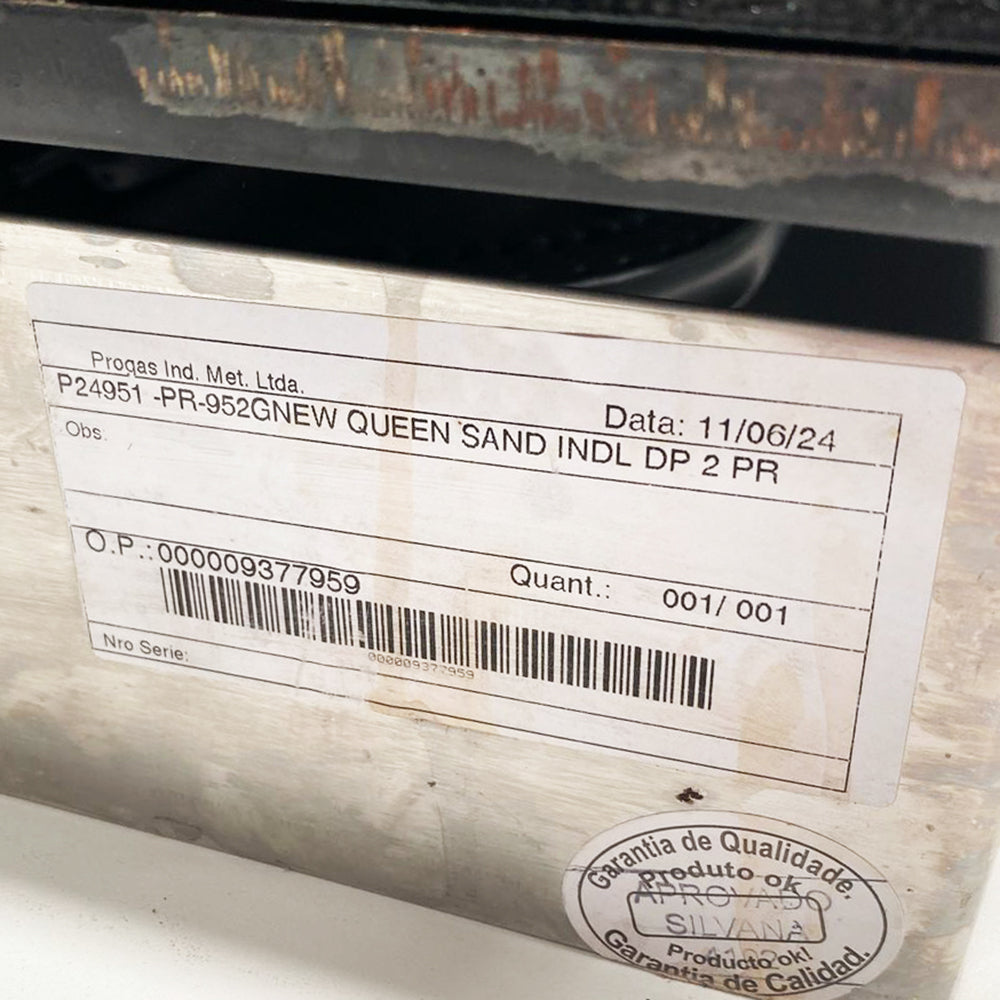 Progas Ind. Met. Ltda.
Data: 11/06/24
P24951 -PR-952GNEW QUEEN SAND INDL DP 2 PR
Obs.
O.P.:000009377959
Quant.: 001/ 001
000009377959
Nro Serie:
Garantia de Qualidade.
Produto ok
APROVADO
SILVANA
Producto ok!
Garantia de Calidad.